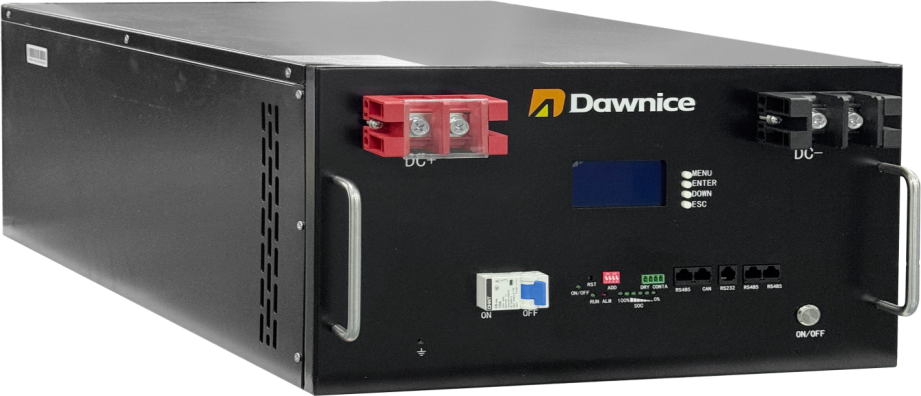 Dawnice
DC+
DC-
MENU
ENTER
DOWN
ESC
ON
OFF
ON/OFF
RST
ADD
RUN ALM
DRY CONTA
100%
0%
SOC
RS485
CAN
RS232
RS485
RS485
ON/OFF